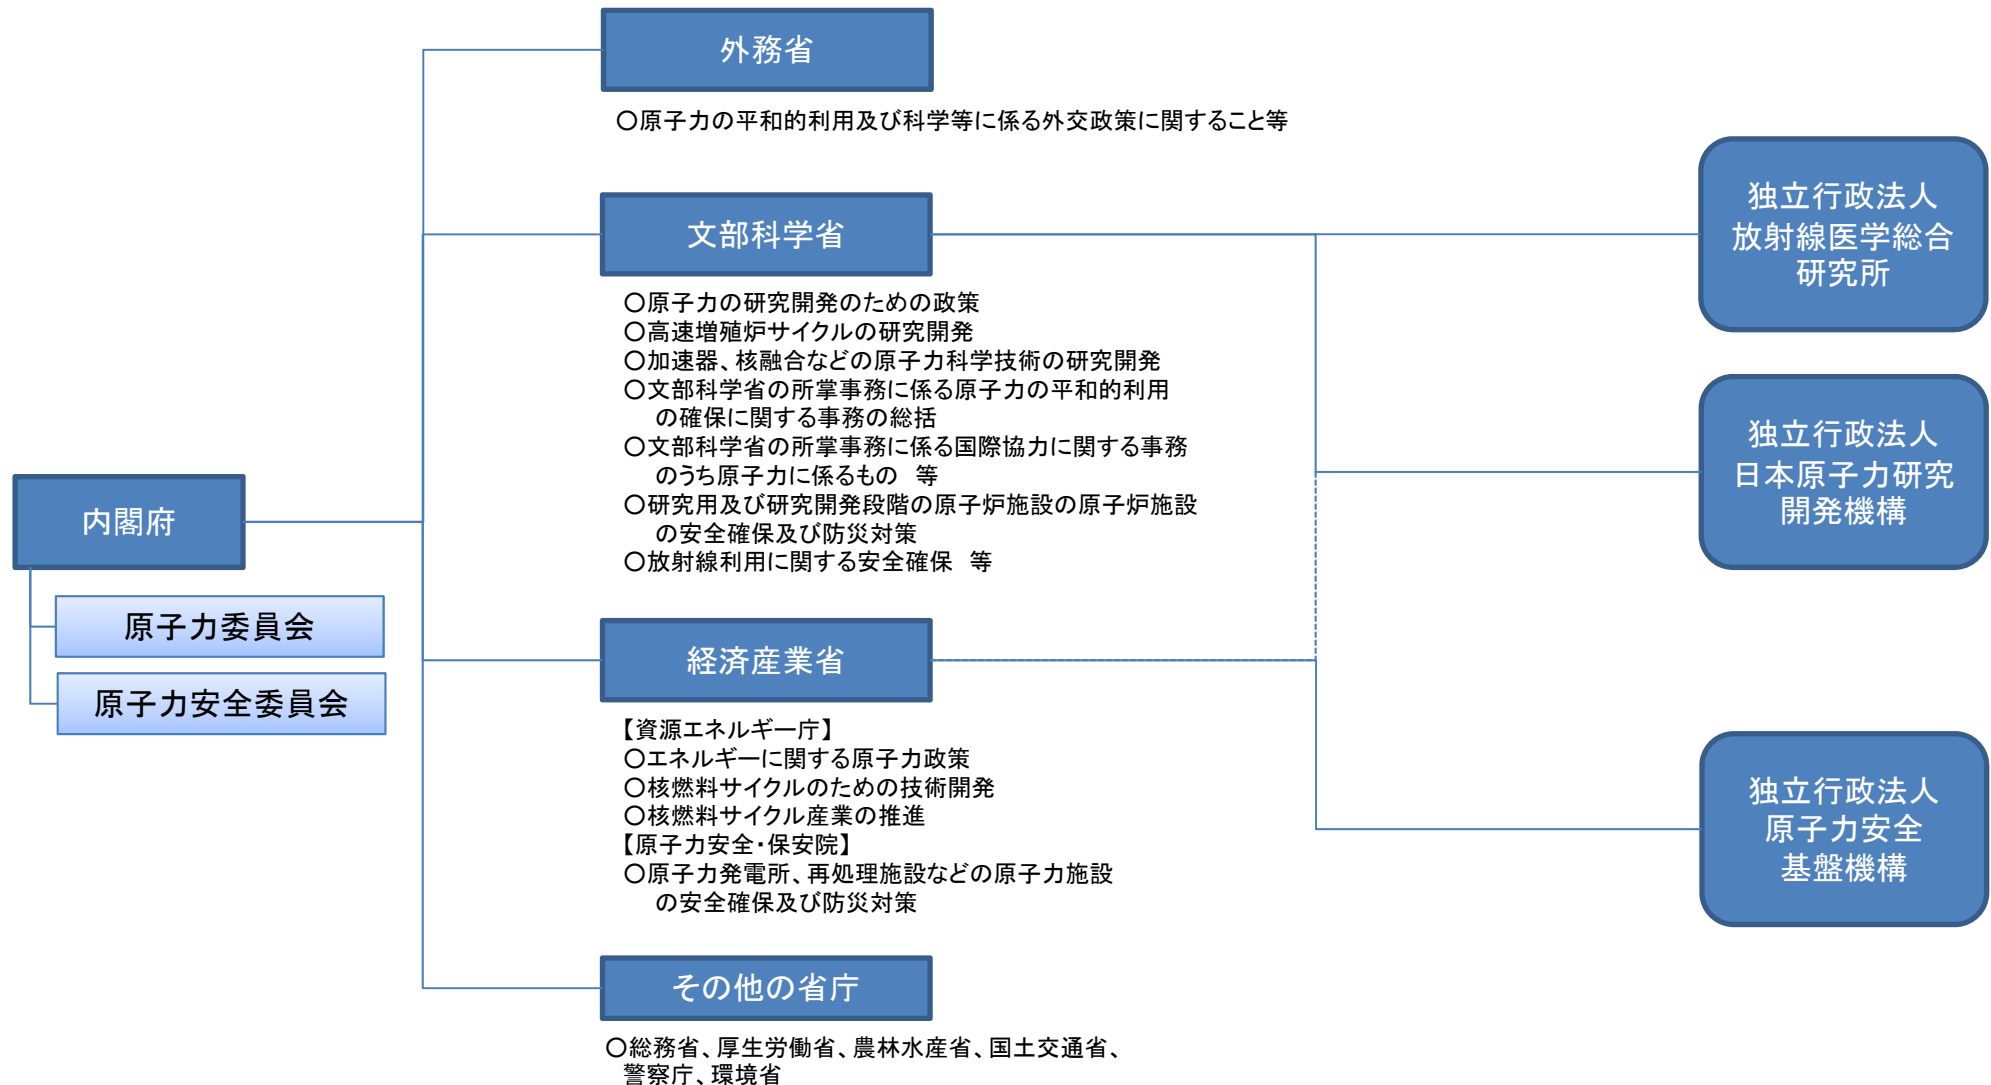 外務省
〇原子力の平和的利用及び科学等に係る外交政策に関すること等
文部科学省
〇原子力の研究開発のための政策
〇高速増殖炉サイクルの研究開発
〇加速器、核融合などの原子力科学技術の研究開発
〇文部科学省の所掌事務に係る原子力の平和的利用
の確保に関する事務の総括
〇文部科学省の所掌事務に係る国際協力に関する事務
のうち原子力に係るもの　等
〇研究用及び研究開発段階の原子炉施設の原子炉施設
の安全確保及び防災対策
〇放射線利用に関する安全確保　等
内閣府
原子力委員会
原子力安全委員会
経済産業省
【資源エネルギー庁】
〇エネルギーに関する原子力政策
〇核燃料サイクルのための技術開発
〇核燃料サイクル産業の推進
【原子力安全・保安院】
〇原子力発電所、再処理施設などの原子力施設
の安全確保及び防災対策
その他の省庁
〇総務省、厚生労働省、農林水産省、国土交通省、
警察庁、環境省
独立行政法人
放射線医学総合
研究所
独立行政法人
日本原子力研究
開発機構
独立行政法人
原子力安全
基盤機構